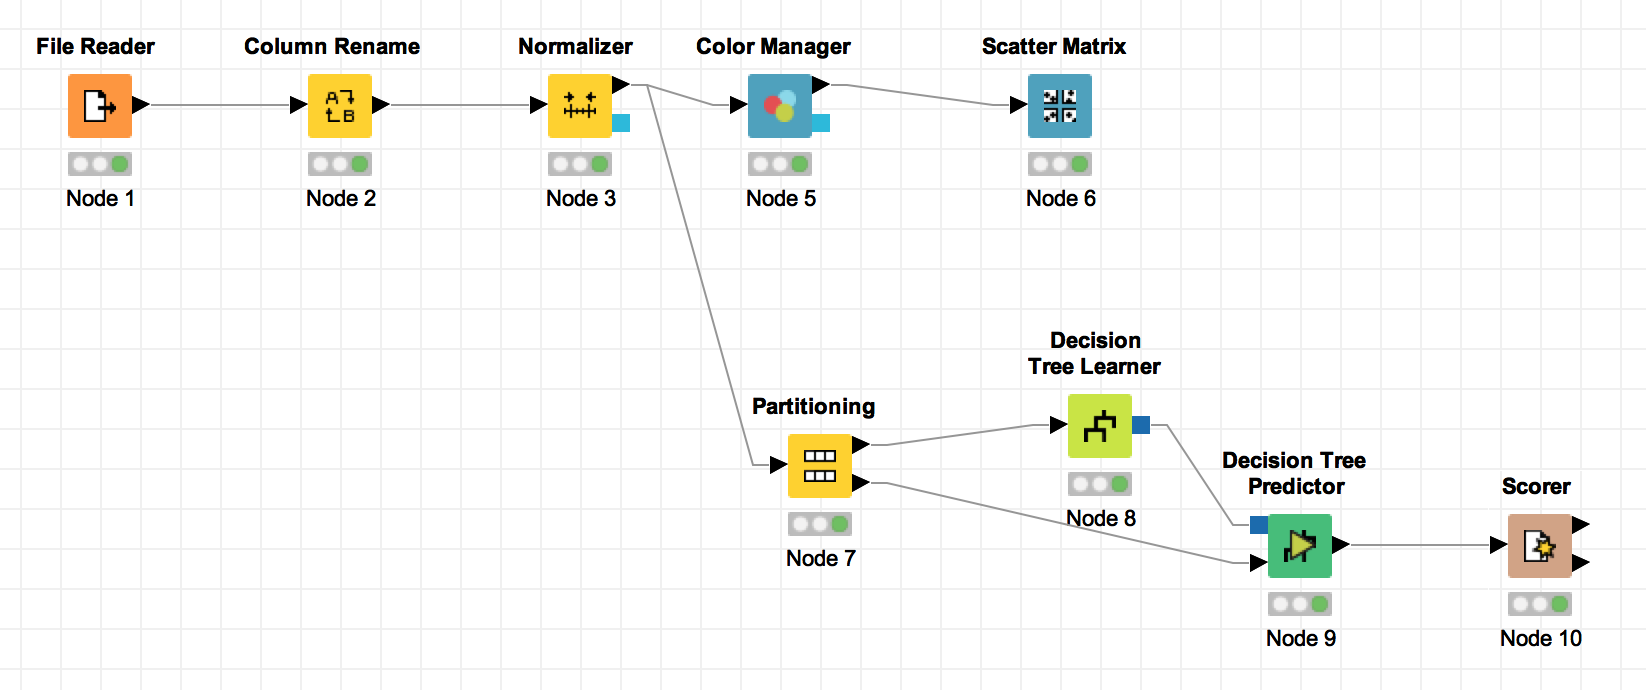 File Reader
Column Rename
Normalizer
Color Manager
Scatter Matrix
A
B
Node 1
Node 2
Node 3
Node 5
Node 6
Decision
Tree Learner
Partitioning
Decision Tree
Predictor
Scorer
Node 8
Node 7
Node 9
Node 10